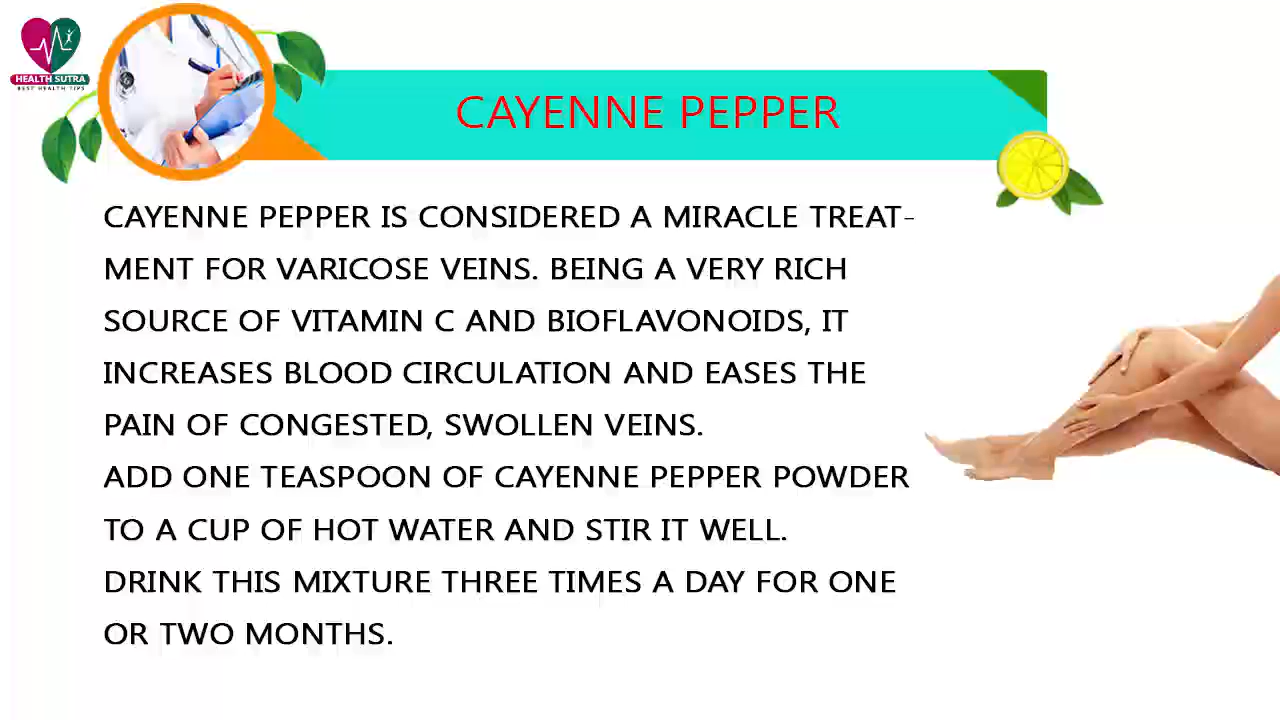 HEALTH SUTRA
BEST HEALTH TIPS
CAYENNE PEPPER
CAYENNE PEPPER IS CONSIDERED A MIRACLE TREAT-
MENT FOR VARICOSE VEINS. BEING A VERY RICH
SOURCE OF VITAMIN C AND BIOFLAVONOIDS, IT
INCREASES BLOOD CIRCULATION AND EASES THE
PAIN OF CONGESTED, SWOLLEN VEINS.
ADD ONE TEASPOON OF CAYENNE PEPPER POWDER
TO A CUP OF HOT WATER AND STIR IT WELL.
DRINK THIS MIXTURE THREE TIMES A DAY FOR ONE
OR TWO MONTHS.